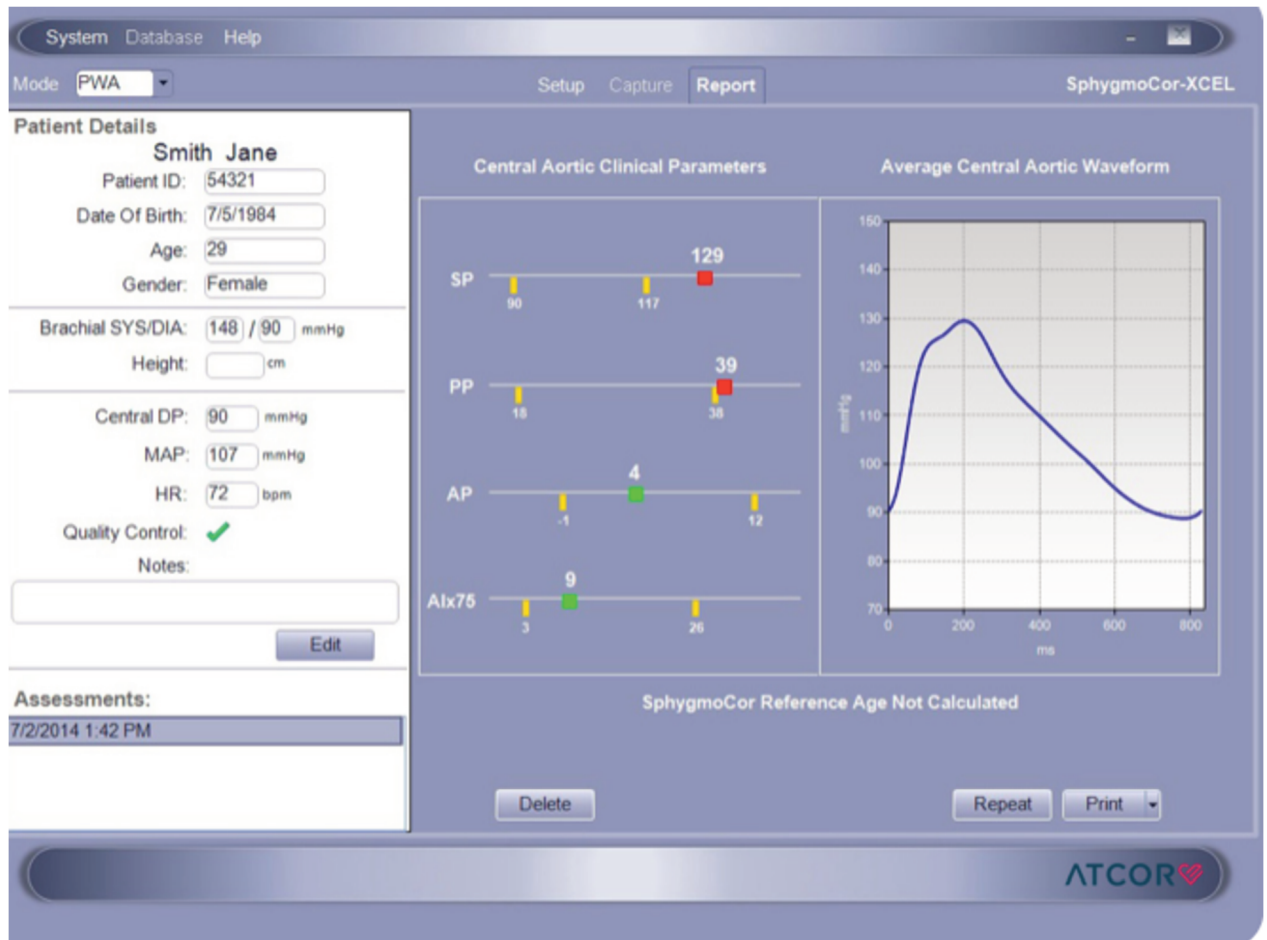 System Database Help
Mode PWA Setup Capture Report SphygmoCor-XCEL
Patient Details
Smith Jane
Patient ID: 54321
Date Of Birth: 7/5/1984
Age: 29
Gender: Female
Brachial SYS/DIA: 148 / 90 mmHg
Height: cm
Central DP: 90 mmHg
MAP: 107 mmHg
HR: 72 bpm
Quality Control:
Notes:
Edit
Assessments:
7/2/2014 1:42 PM
Central Aortic Clinical Parameters
129
SP
90 117
39
PP
18 38
4
AP
-1 12
9
AIx75
3 26
Average Central Aortic Waveform
150
140
130
120
110
100
90
80
70
mmHg
0 200 400 600 800
ms
SphygmoCor Reference Age Not Calculated
Delete Repeat Print
ATCOR